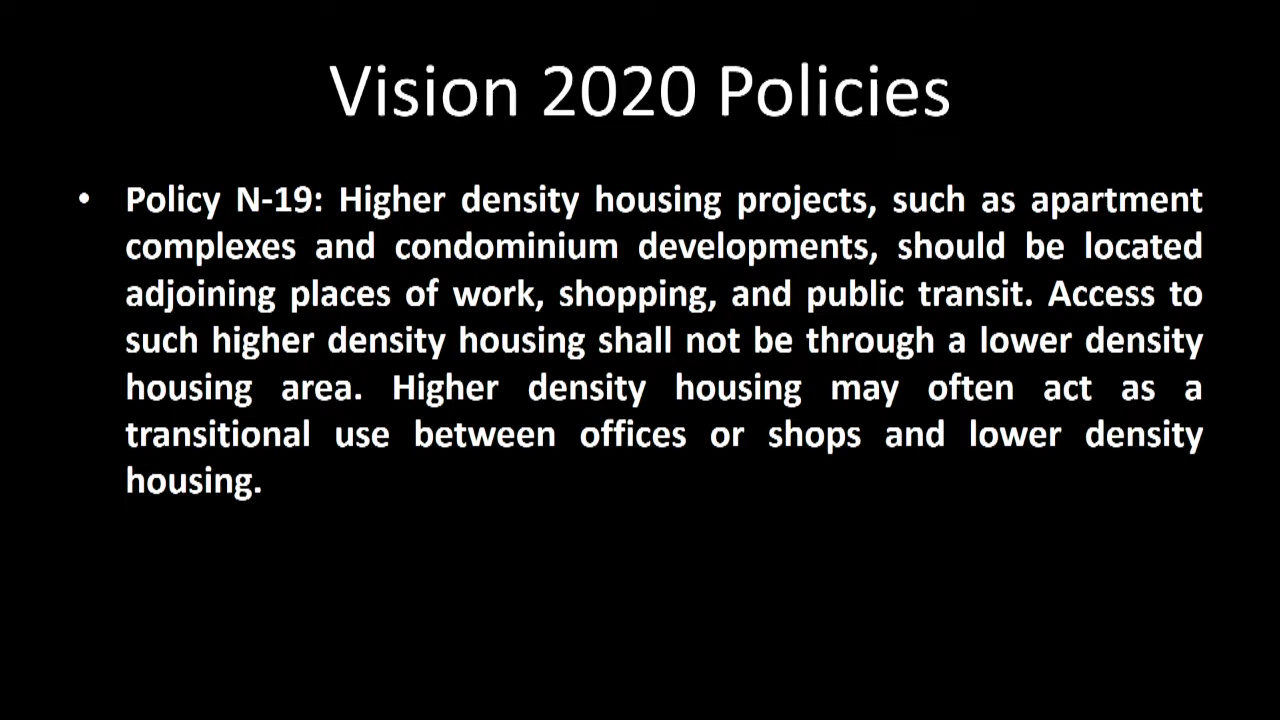 Vision 2020 Policies
• Policy N-19: Higher density housing projects, such as apartment
complexes and condominium developments, should be located
adjoining places of work, shopping, and public transit. Access to
such higher density housing shall not be through a lower density
housing area. Higher density housing may often act as a
transitional use between offices or shops and lower density
housing.